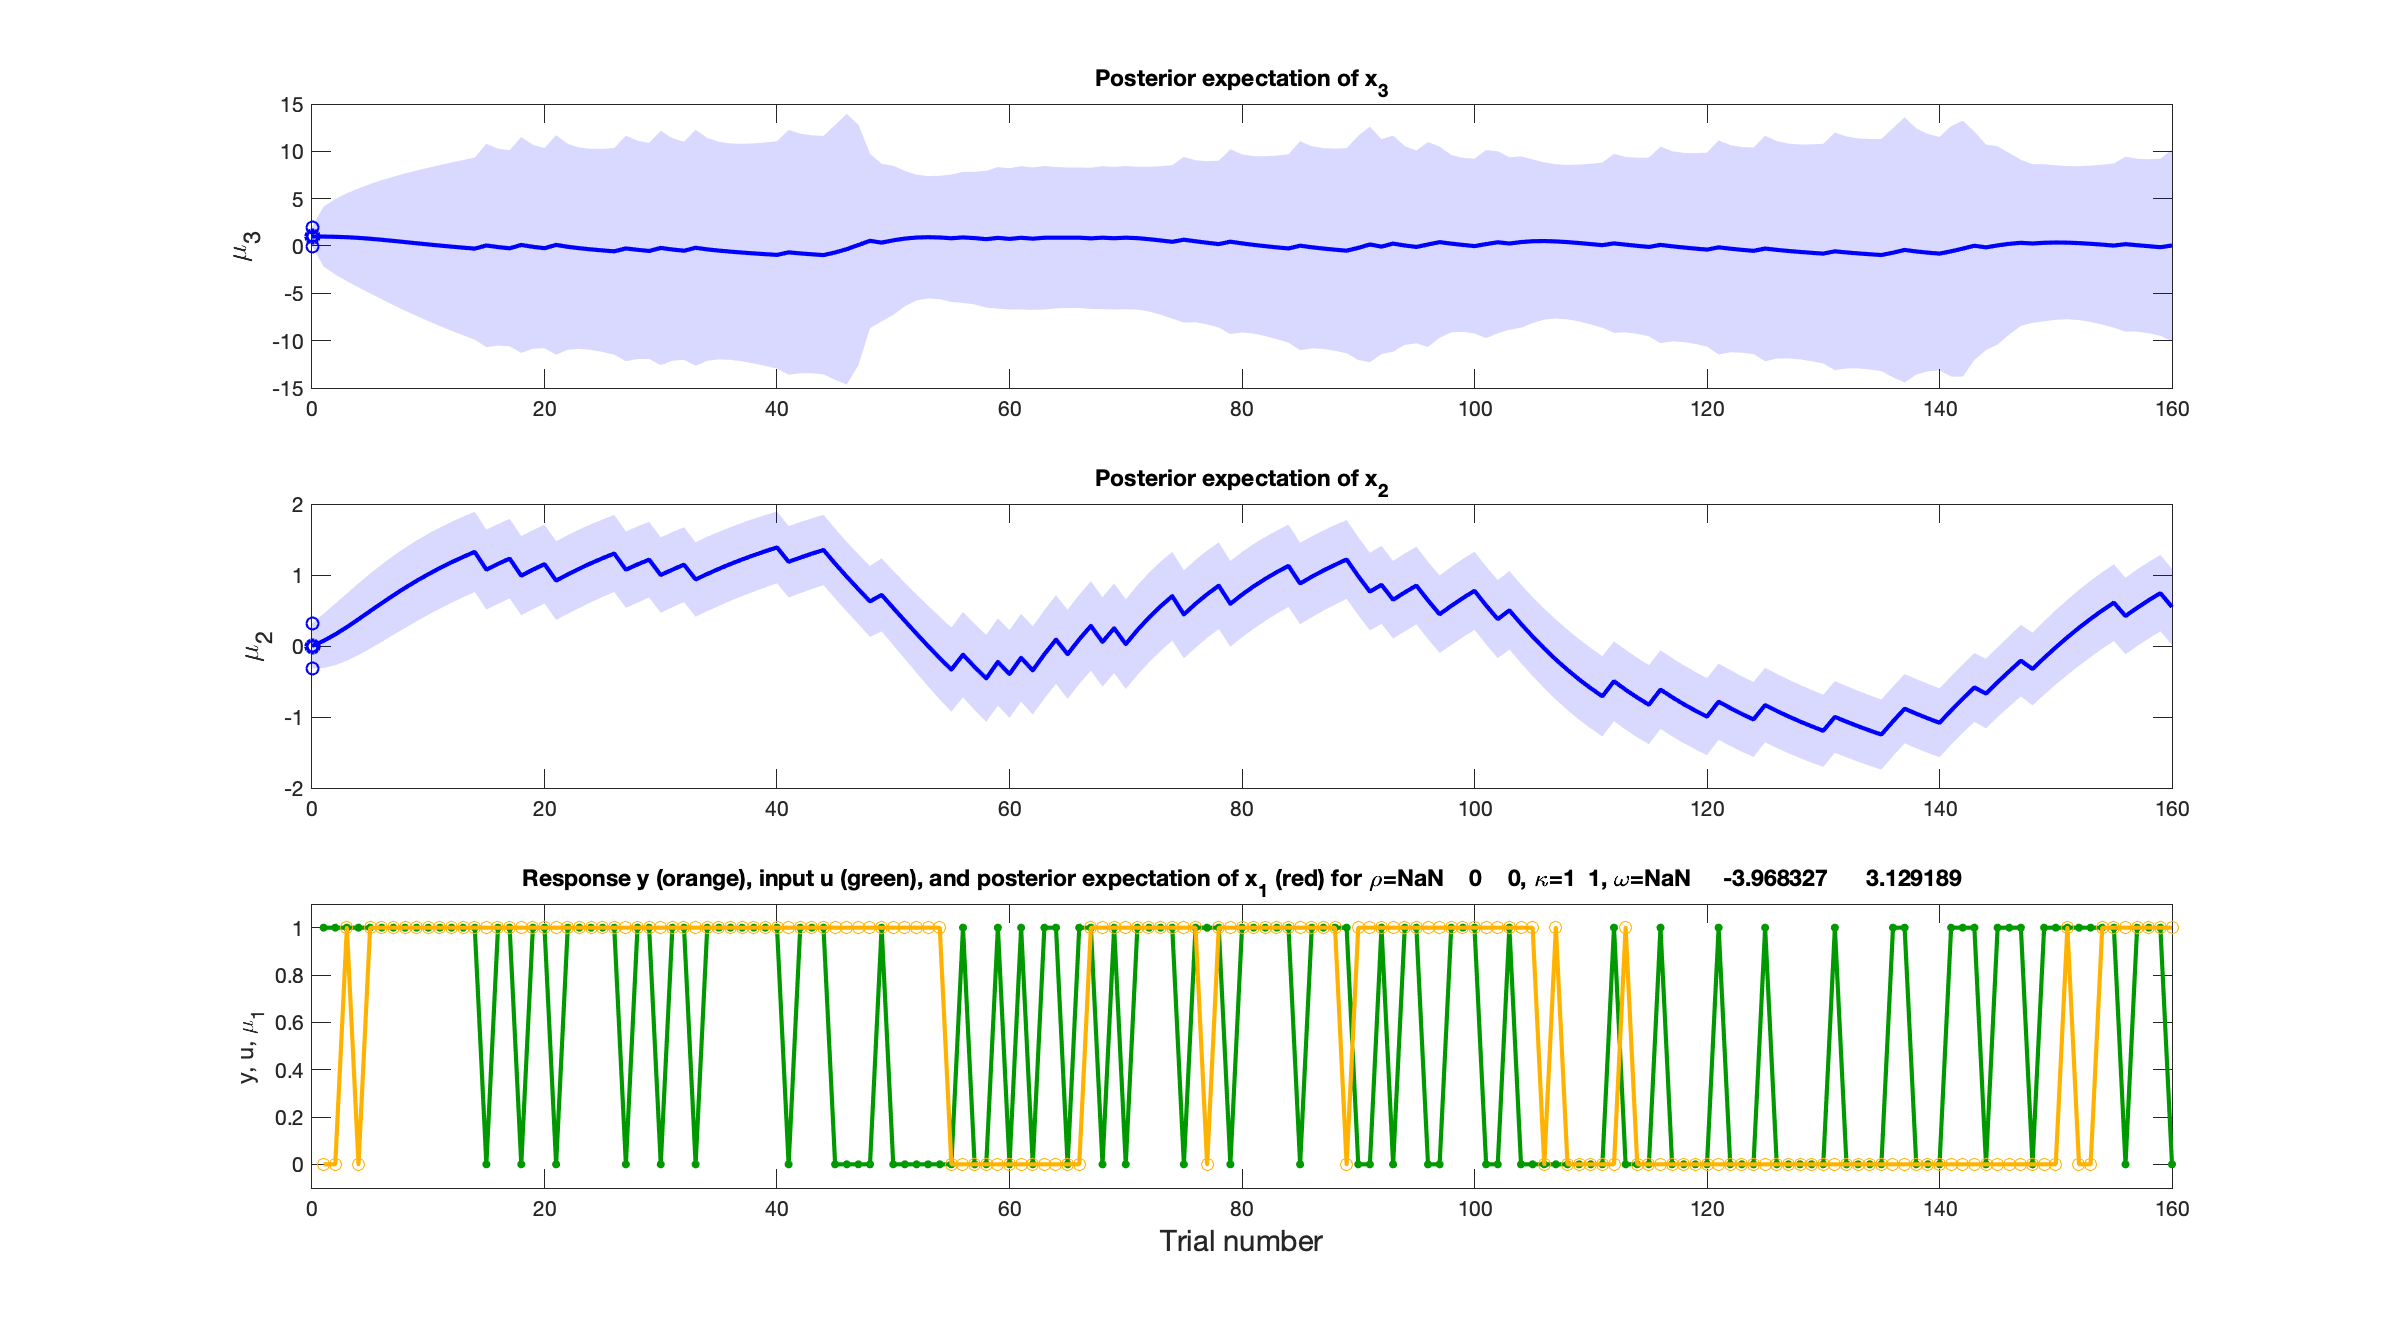 Posterior expectation of x3
15
10
5
0
-5
-10
-15
μ3
0 20 40 60 80 100 120 140 160
Posterior expectation of x2
2
1
0
-1
-2
μ2
0 20 40 60 80 100 120 140 160
Response y (orange), input u (green), and posterior expectation of x1 (red) for ρ=NaN 0 0, κ=1 1, ω=NaN -3.968327 3.129189
1
0.8
0.6
0.4
0.2
0
y, u, μ1
0 20 40 60 80 100 120 140 160
Trial number